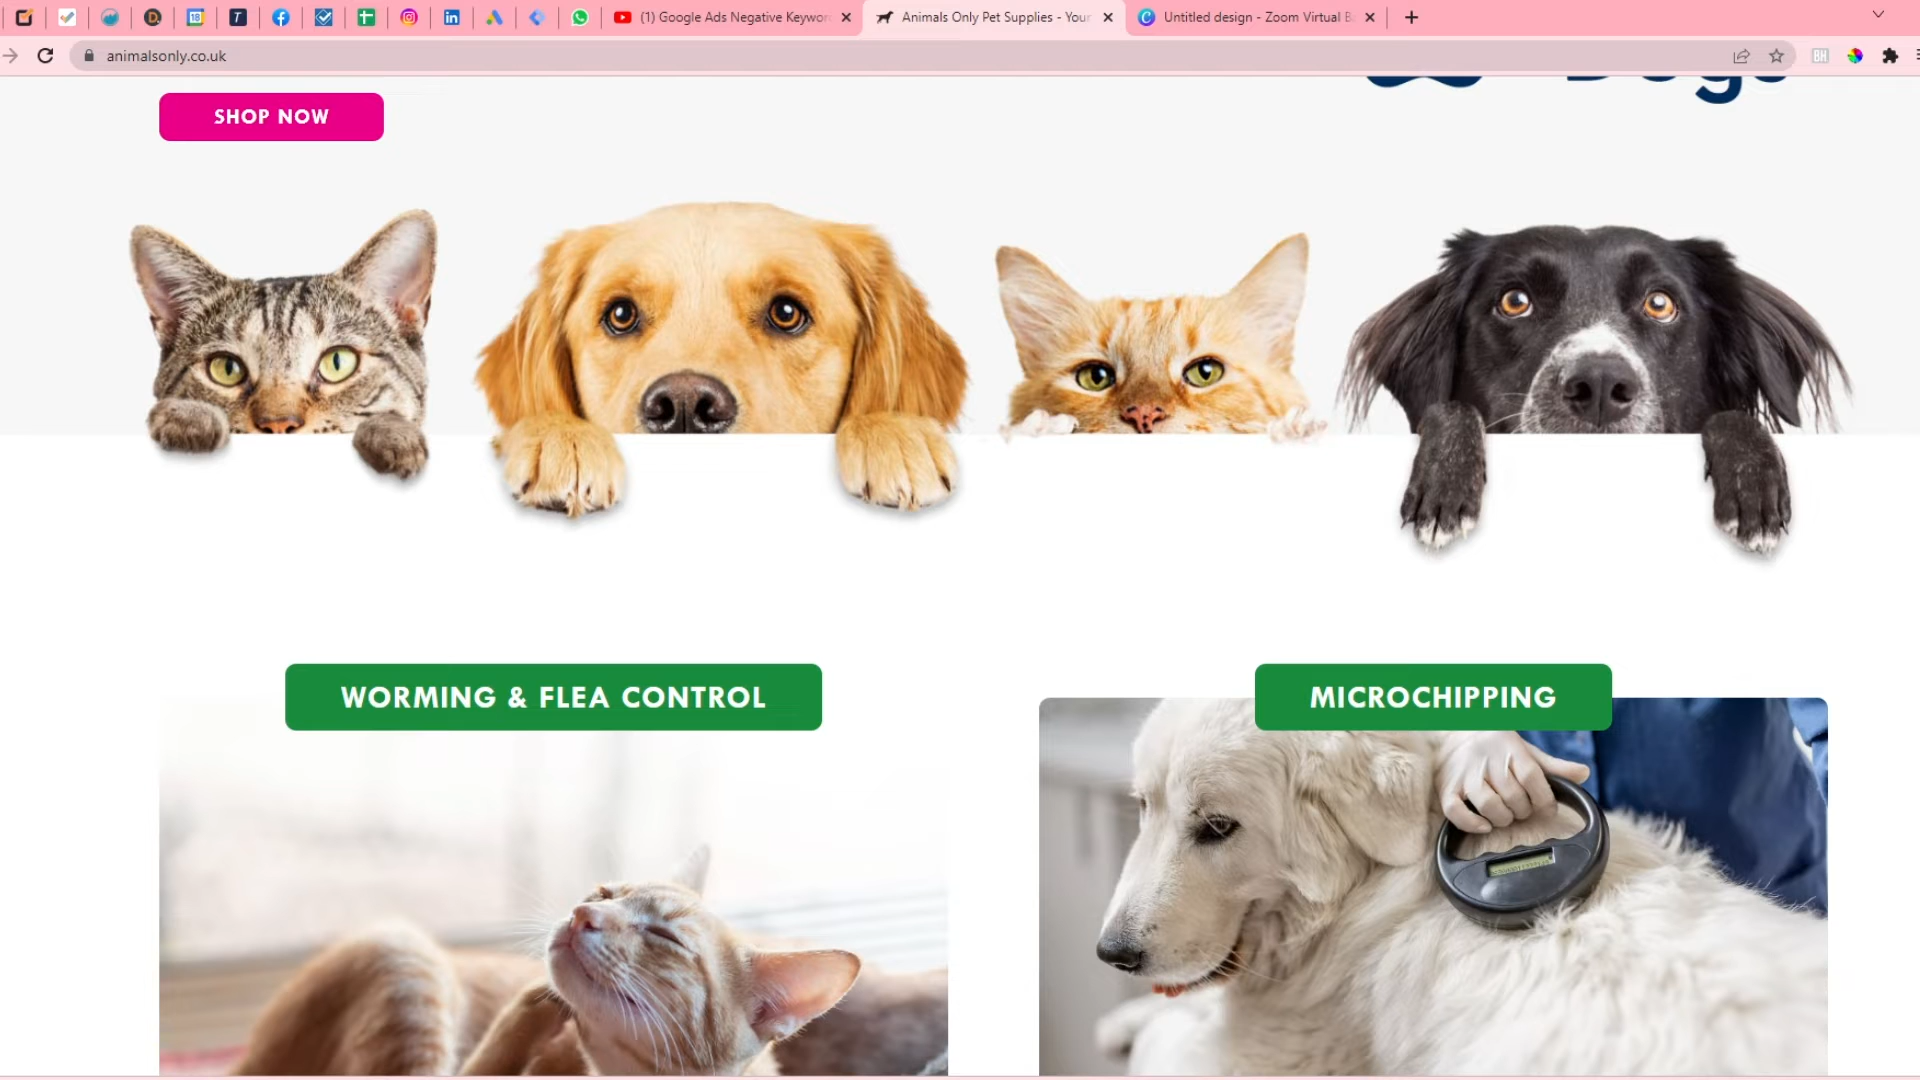 (1) Google Ads Negative Keywor
Animals Only Pet Supplies - Your
Untitled design - Zoom Virtual B
animalsonly.co.uk
Dogs
SHOP NOW
WORMING & FLEA CONTROL
MICROCHIPPING